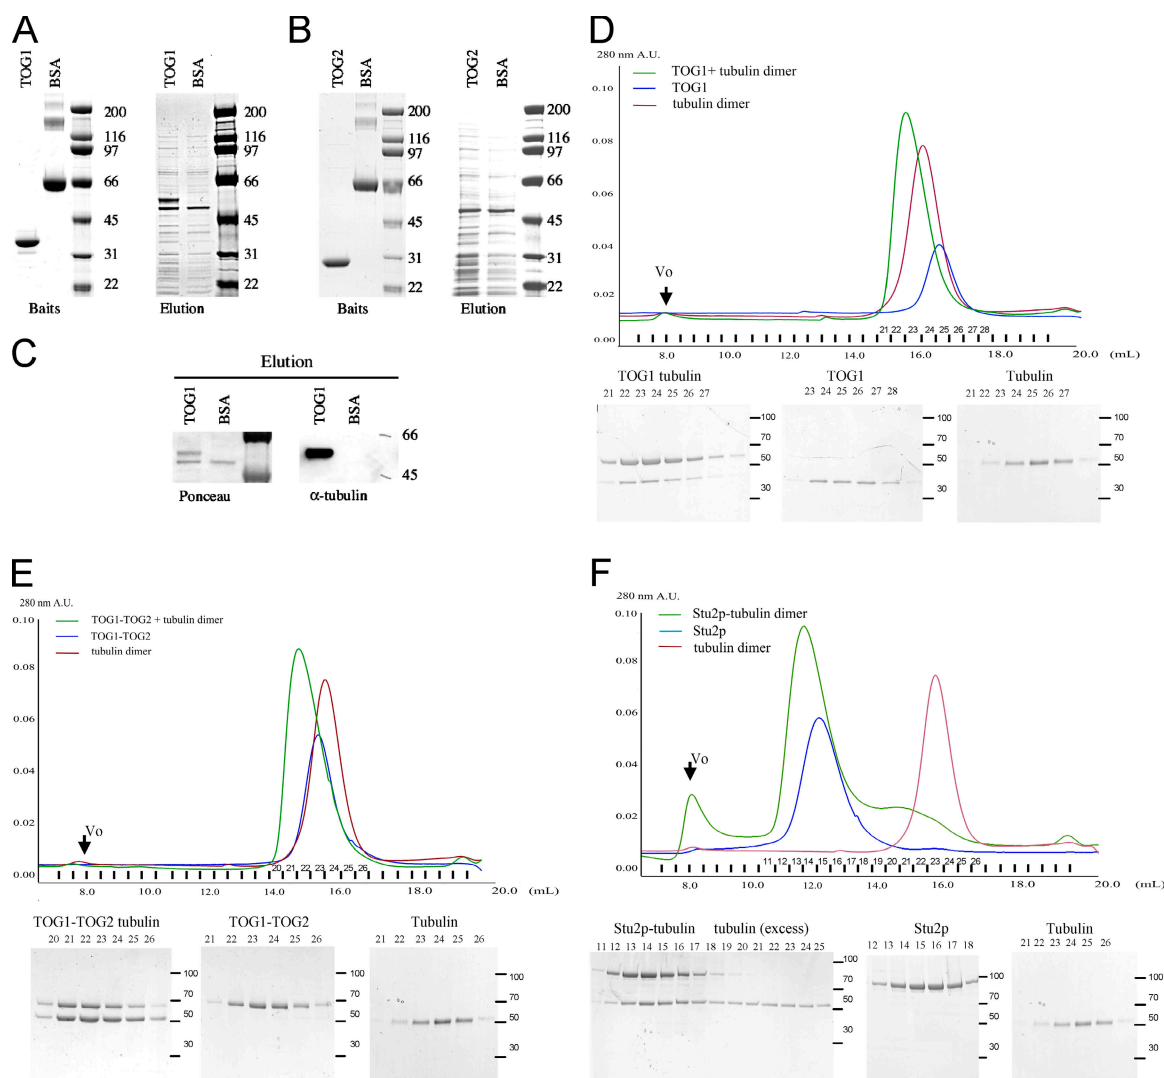 A
TOG1
BSA
200
116
97
66
45
31
22
Baits
TOG1
BSA
200
116
97
66
45
31
22
Elution
B
TOG2
BSA
200
116
97
66
45
31
22
Baits
TOG2
BSA
200
116
97
66
45
31
22
Elution
C
Elution
TOG1
BSA
TOG1
BSA
66
45
Ponceau
α-tubulin
D
280 nm A.U.
TOG1+ tubulin dimer
TOG1
tubulin dimer
0.10
0.08
0.06
0.04
0.02
0.00
Vo
21 22 23 24 25 26 27 28
8.0 10.0 12.0 14.0 16.0 20.0 (mL)
TOG1 tubulin
21 22 23 24 25 26 27
100
70
50
30
TOG1
23 24 25 26 27 28
100
70
50
30
Tubulin
21 22 23 24 25 26 27
100
70
50
30
E
280 nm A.U.
TOG1-TOG2 + tubulin dimer
TOG1-TOG2
tubulin dimer
0.10
0.08
0.06
0.04
0.02
0.00
Vo
20 21 22 23 24 25 26
8.0 10.0 12.0 14.0 16.0 20.0 (mL)
TOG1-TOG2 tubulin
20 21 22 23 24 25 26
100
70
50
30
TOG1-TOG2
21 22 23 24 25 26
100
70
50
30
Tubulin
21 22 23 24 25 26
100
70
50
30
F
280 nm A.U.
Stu2p-tubulin dimer
Stu2p
tubulin dimer
0.10
0.08
0.06
0.04
0.02
0.00
Vo
11 12 13 14 15 16 17 18 19 20 21 22 23 24 25 26
8.0 10.0 12.0 14.0 16.0 20.0 (mL)
Stu2p-tubulin tubulin (excess)
11 12 13 14 15 16 17 18 19 20 21 22 23 24 25
100
70
50
30
Stu2p
12 13 14 15 16 17 18
100
70
50
30
Tubulin
21 22 23 25 26
100
70
50
30